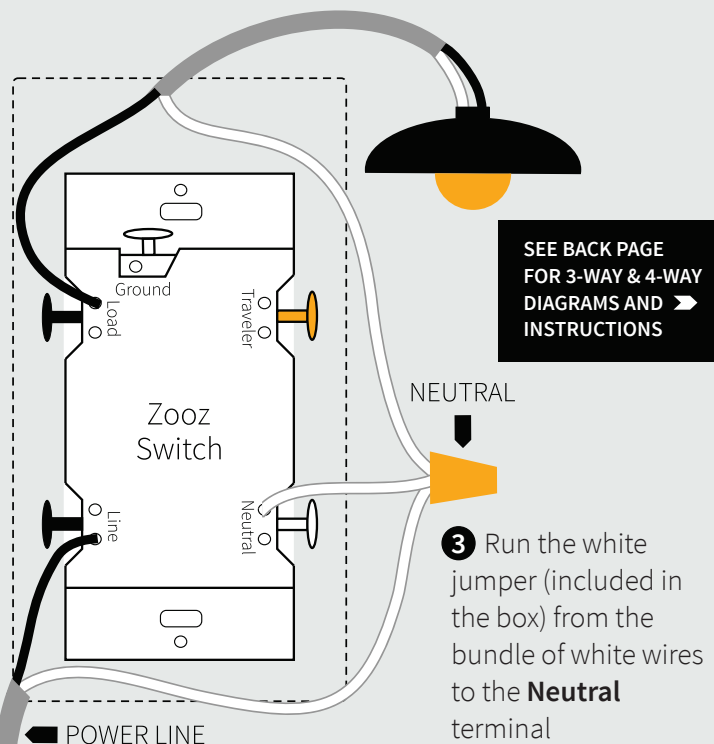 SEE BACK PAGE
FOR 3-WAY & 4-WAY
DIAGRAMS AND
INSTRUCTIONS
Ground
Load
Traveler
Zooz
Switch
Line
Neutral
NEUTRAL
3 Run the white
jumper (included in
the box) from the
bundle of white wires
to the Neutral
terminal
POWER LINE